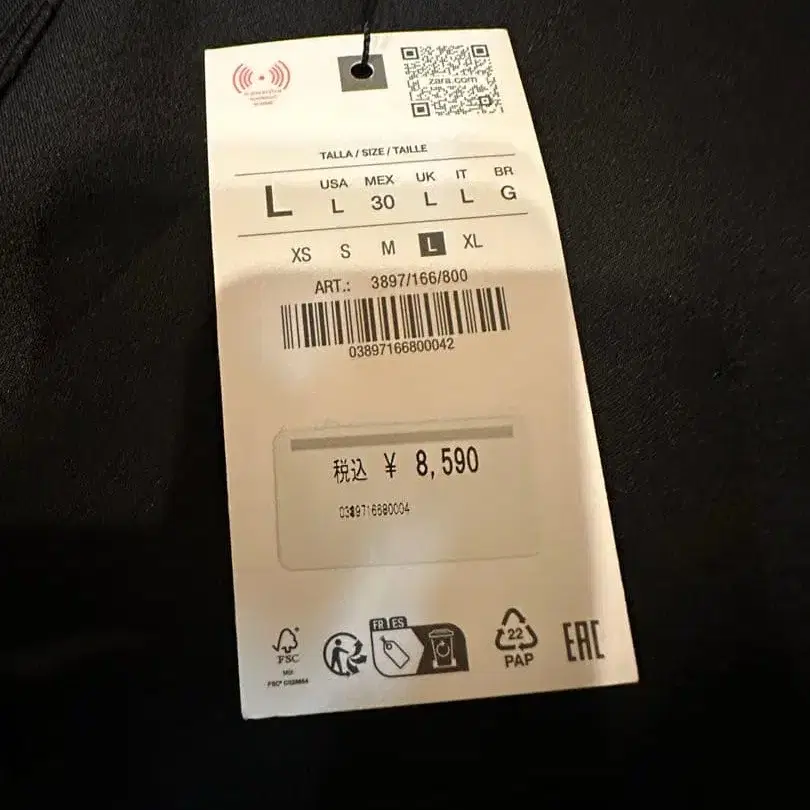 zara.com
TALLA / SIZE / TAILLE
L
USA MEX UK IT BR
L 30 L L G
XS S M L XL
ART.: 3897/166/800
03897166800042
税込 ¥ 8,590
FR ES
FSC
MIX
22
PAP
EAC